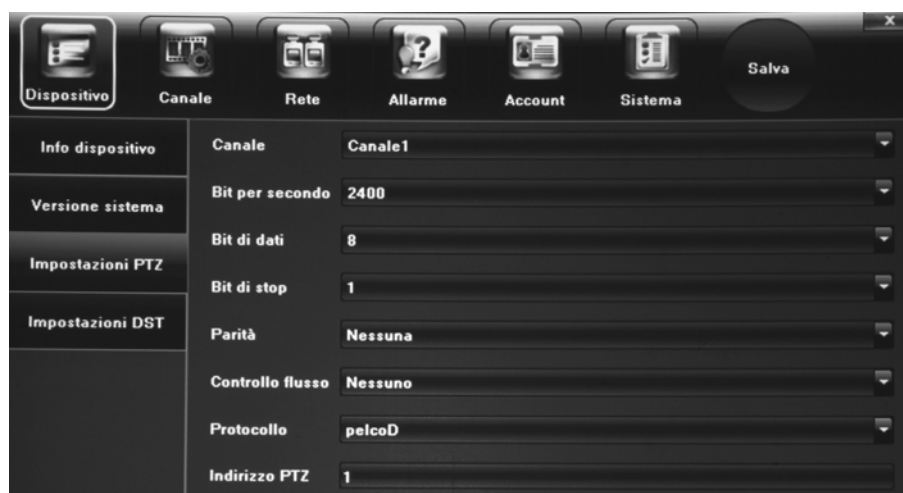 x
Dispositivo Canale Rete Allarme Account Sistema Salva
Info dispositivo
Versione sistema
Impostazioni PTZ
Impostazioni DST
Canale Canale1
Bit per secondo 2400
Bit di dati 8
Bit di stop 1
Parità Nessuna
Controllo flusso Nessuno
Protocollo pelcoD
Indirizzo PTZ 1